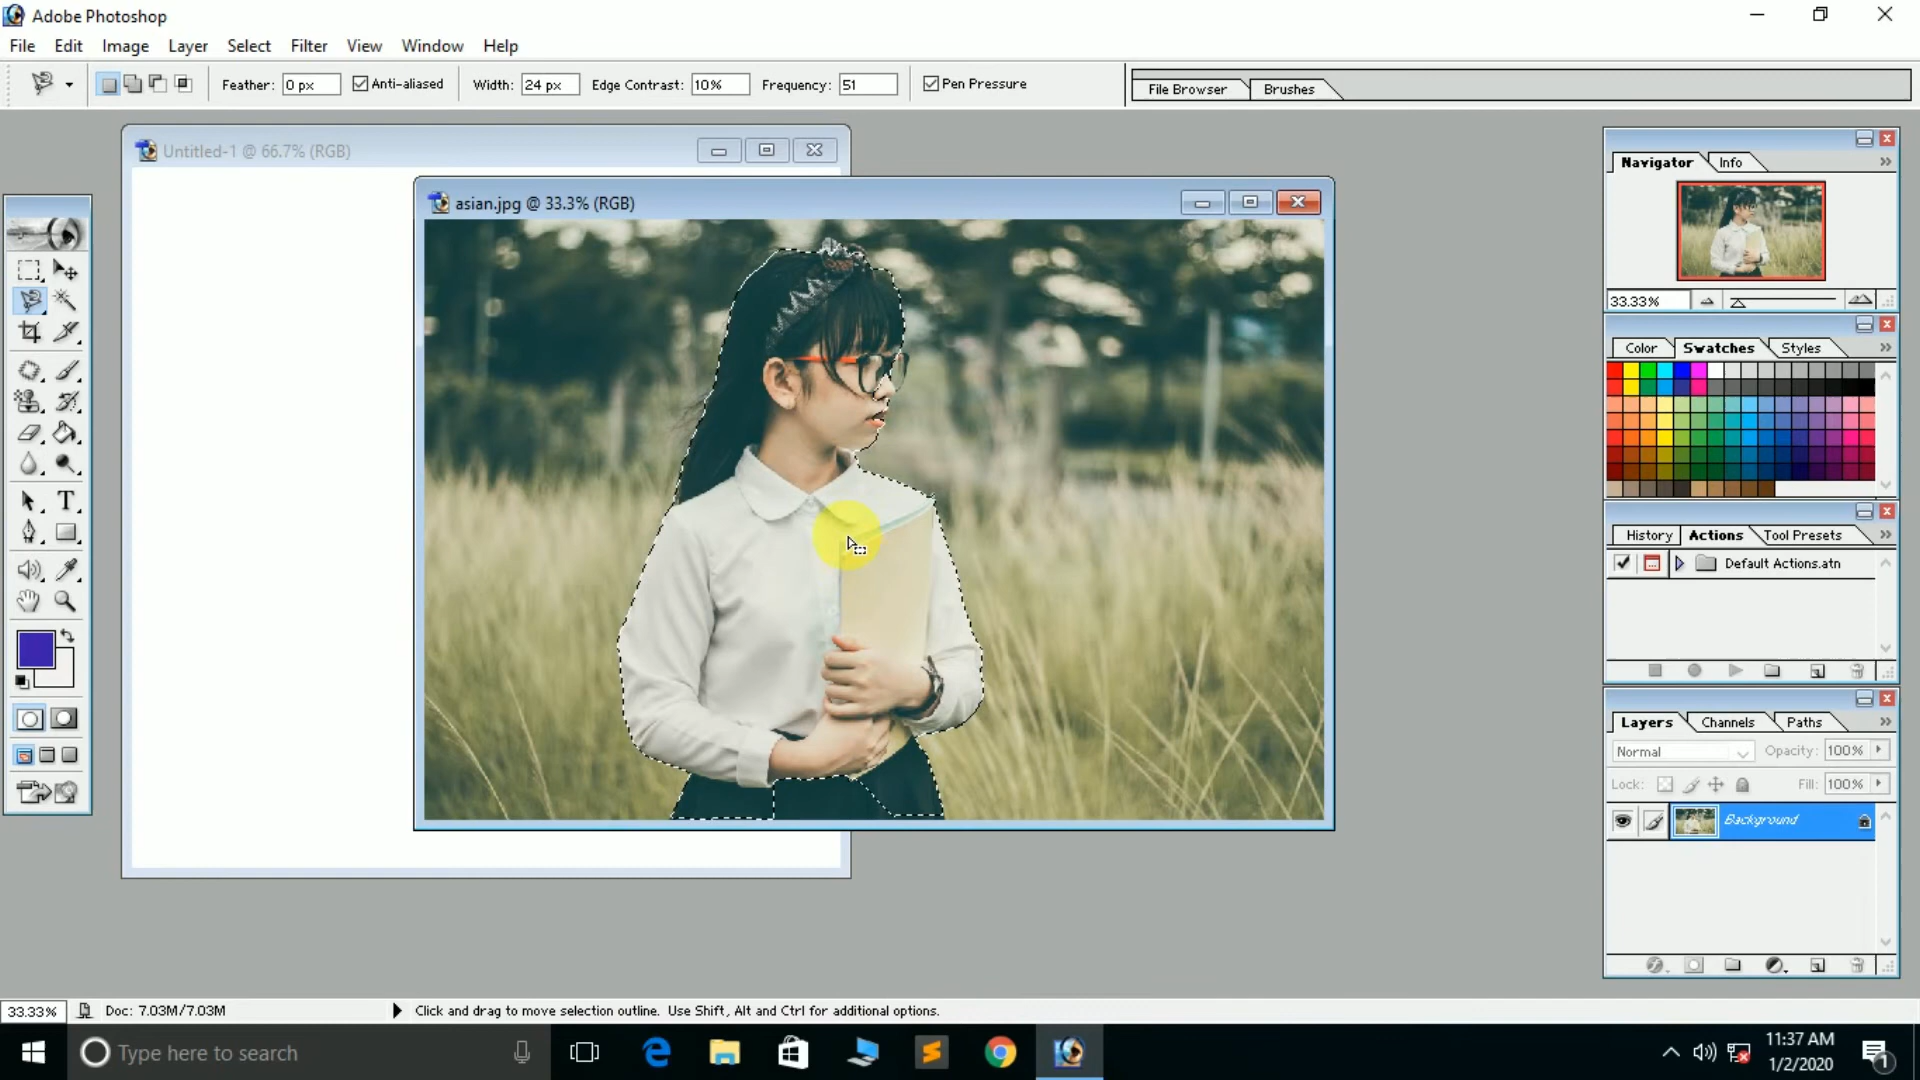 Adobe Photoshop
File Edit Image Layer Select Filter View Window Help
Feather: 0 px Anti-aliased Width: 24 px Edge Contrast: 10% Frequency: 51 Pen Pressure File Browser Brushes
Untitled-1 @ 66.7% (RGB)
asian.jpg @ 33.3% (RGB)
Navigator Info
33.33%
Color Swatches Styles
History Actions Tool Presets
Default Actions.atn
Layers Channels Paths
Normal Opacity: 100%
Lock: Fill: 100%
Background
T
33.33% Doc: 7.03M/7.03M Click and drag to move selection outline. Use Shift, Alt and Ctrl for additional options.
Type here to search
11:37 AM
1/2/2020
1